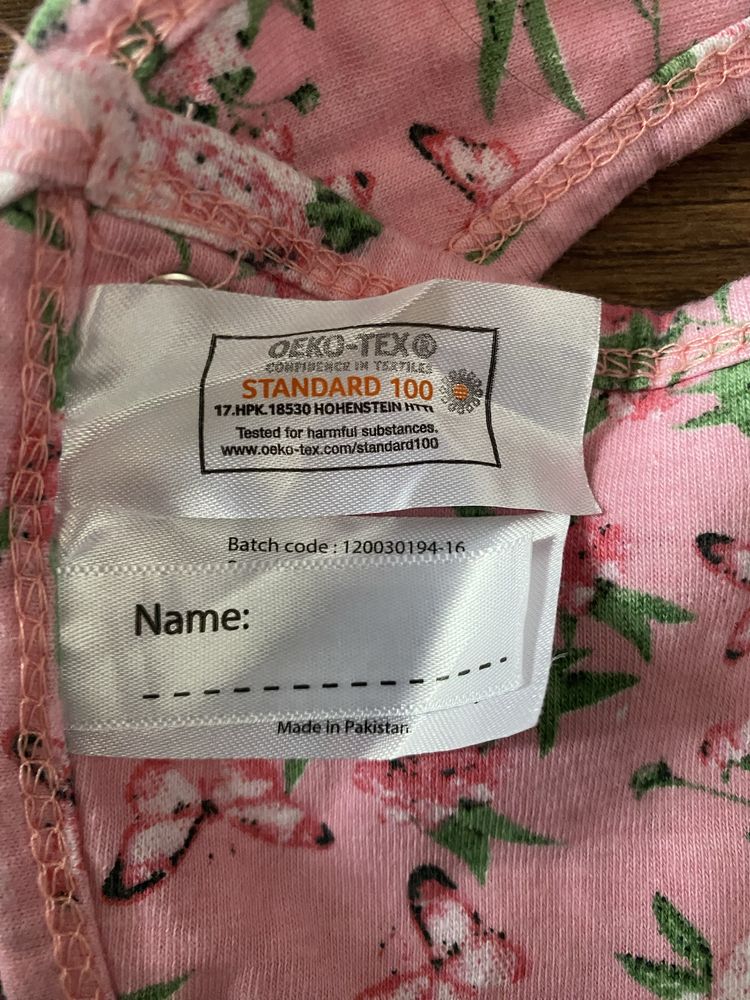 OEKO-TEX®
CONFIDENCE IN TEXTILES
STANDARD 100
17.HPK.18530 HOHENSTEIN HTTI
Tested for harmful substances.
www.oeko-tex.com/standard100
Batch code : 120030194-16
Name:
Made in Pakistan